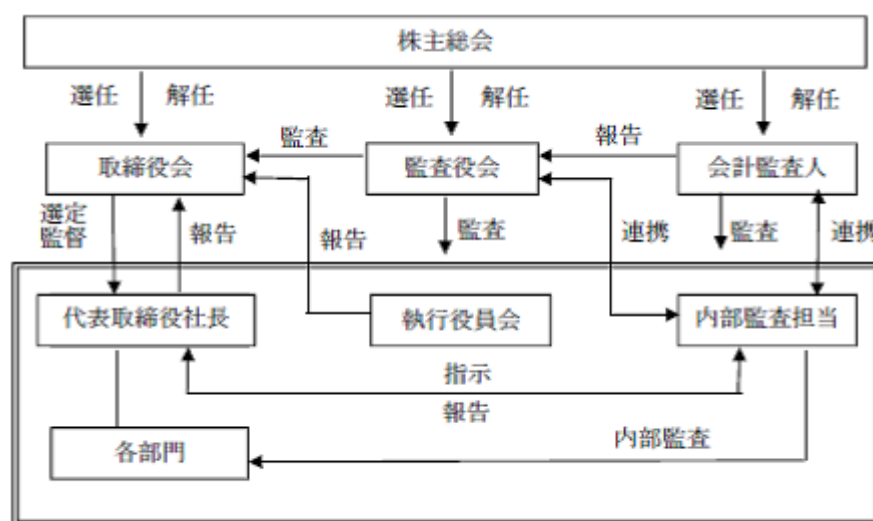 株主総会
選任 解任 選任 解任 選任 解任
監査 報告
取締役会 監査役会 会計監査人
選定
監督
報告 報告 監査 連携 監査 連携
代表取締役社長 執行役員会 内部監査担当
指示
報告
各部門 内部監査